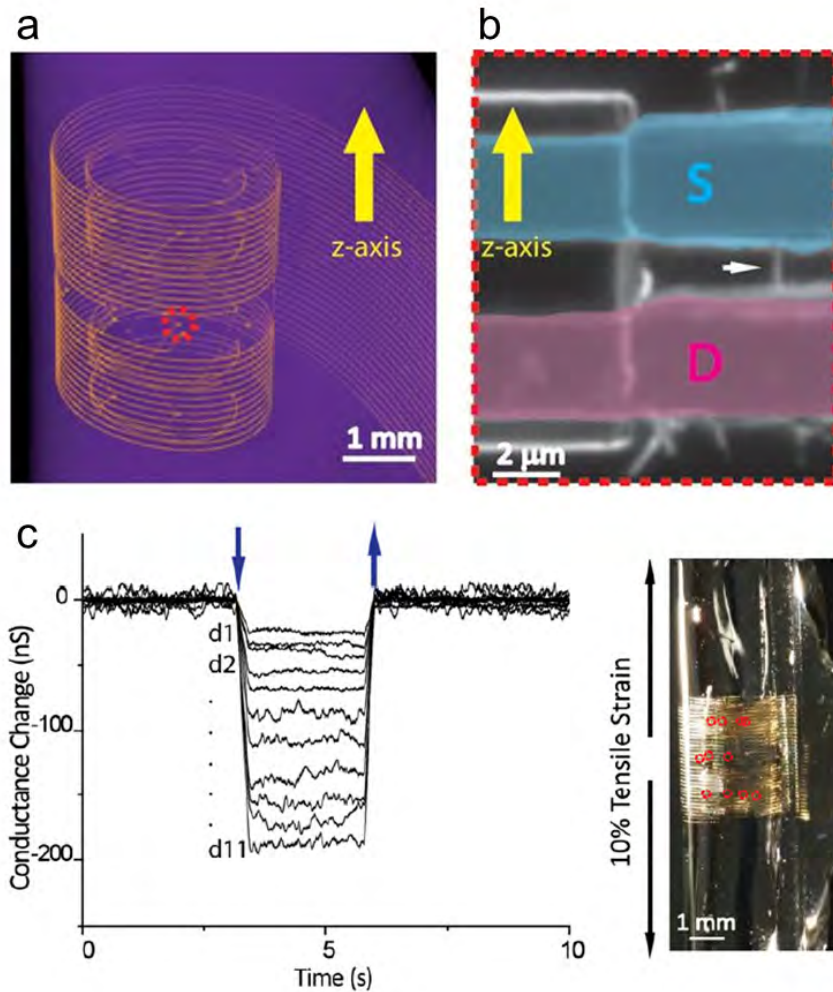 a
z-axis
1 mm
b
S
z-axis
D
2 μm
c
Conductance Change (nS)
0
-100
-200
d1
d2
d11
0
5
10
Time (s)
10% Tensile Strain
1 mm